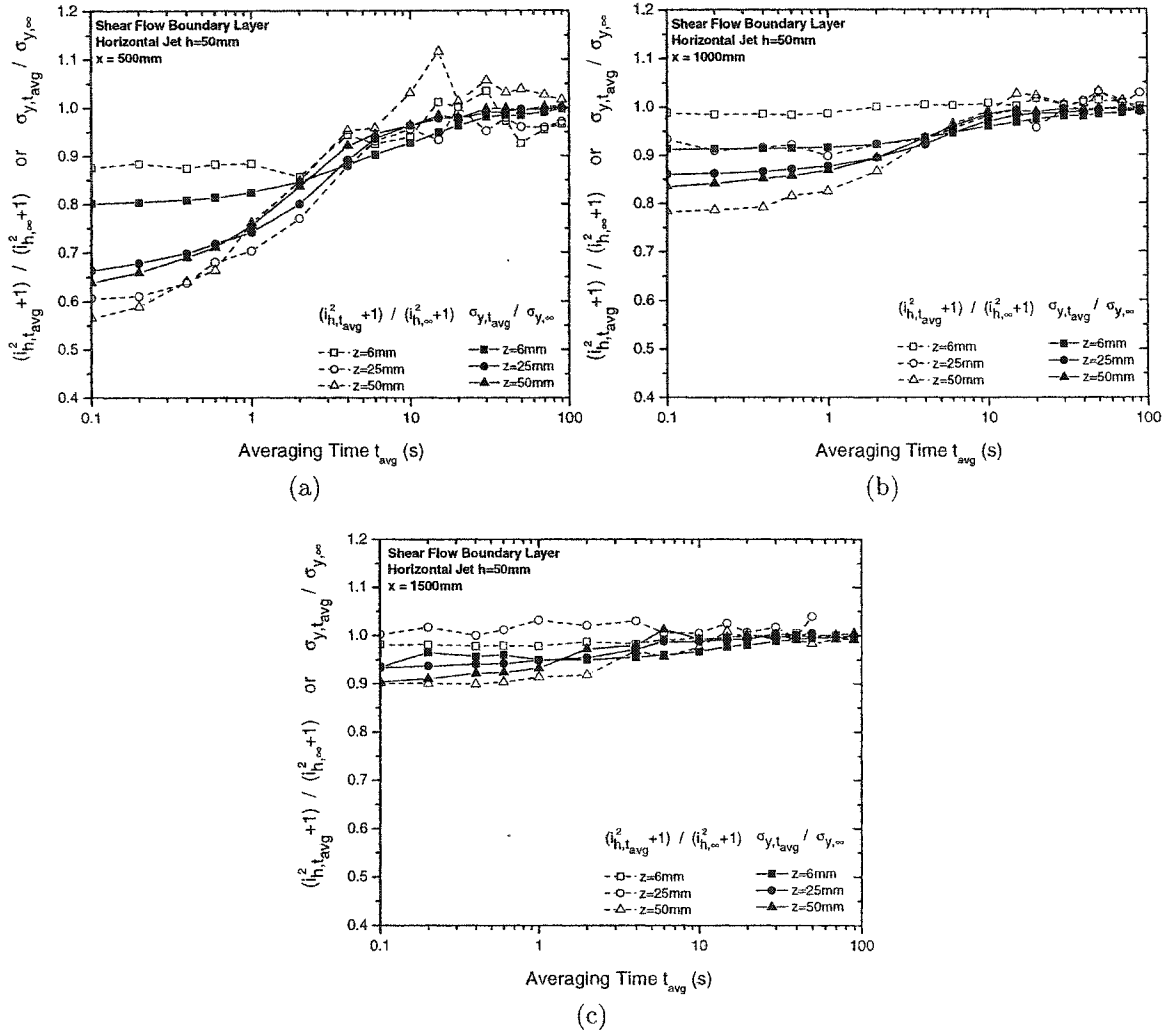 Shear Flow Boundary Layer
Horizontal Jet h=50mm
x = 500mm
(i²h,tavg+1) / (i²h,∞+1) or σy,tavg / σy,∞
1.2
1.1
1.0
0.9
0.8
0.7
0.6
0.5
0.4
(i²h,tavg+1) / (i²h,∞+1) σy,tavg / σy,∞
z=6mm z=6mm
z=25mm z=25mm
z=50mm z=50mm
0.1 1 10 100
Averaging Time tavg (s)
(a)
Shear Flow Boundary Layer
Horizontal Jet h=50mm
x = 1000mm
(i²h,tavg+1) / (i²h,∞+1) or σy,tavg / σy,∞
1.2
1.1
1.0
0.9
0.8
0.7
0.6
0.5
0.4
(i²h,tavg+1) / (i²h,∞+1) σy,tavg / σy,∞
z=6mm z=6mm
z=25mm z=25mm
z=50mm z=50mm
0.1 1 10 100
Averaging Time tavg (s)
(b)
Shear Flow Boundary Layer
Horizontal Jet h=50mm
x = 1500mm
(i²h,tavg+1) / (i²h,∞+1) or σy,tavg / σy,∞
1.2
1.1
1.0
0.9
0.8
0.7
0.6
0.5
0.4
(i²h,tavg+1) / (i²h,∞+1) σy,tavg / σy,∞
z=6mm z=6mm
z=25mm z=25mm
z=50mm z=50mm
0.1 1 10 100
Averaging Time tavg (s)
(c)